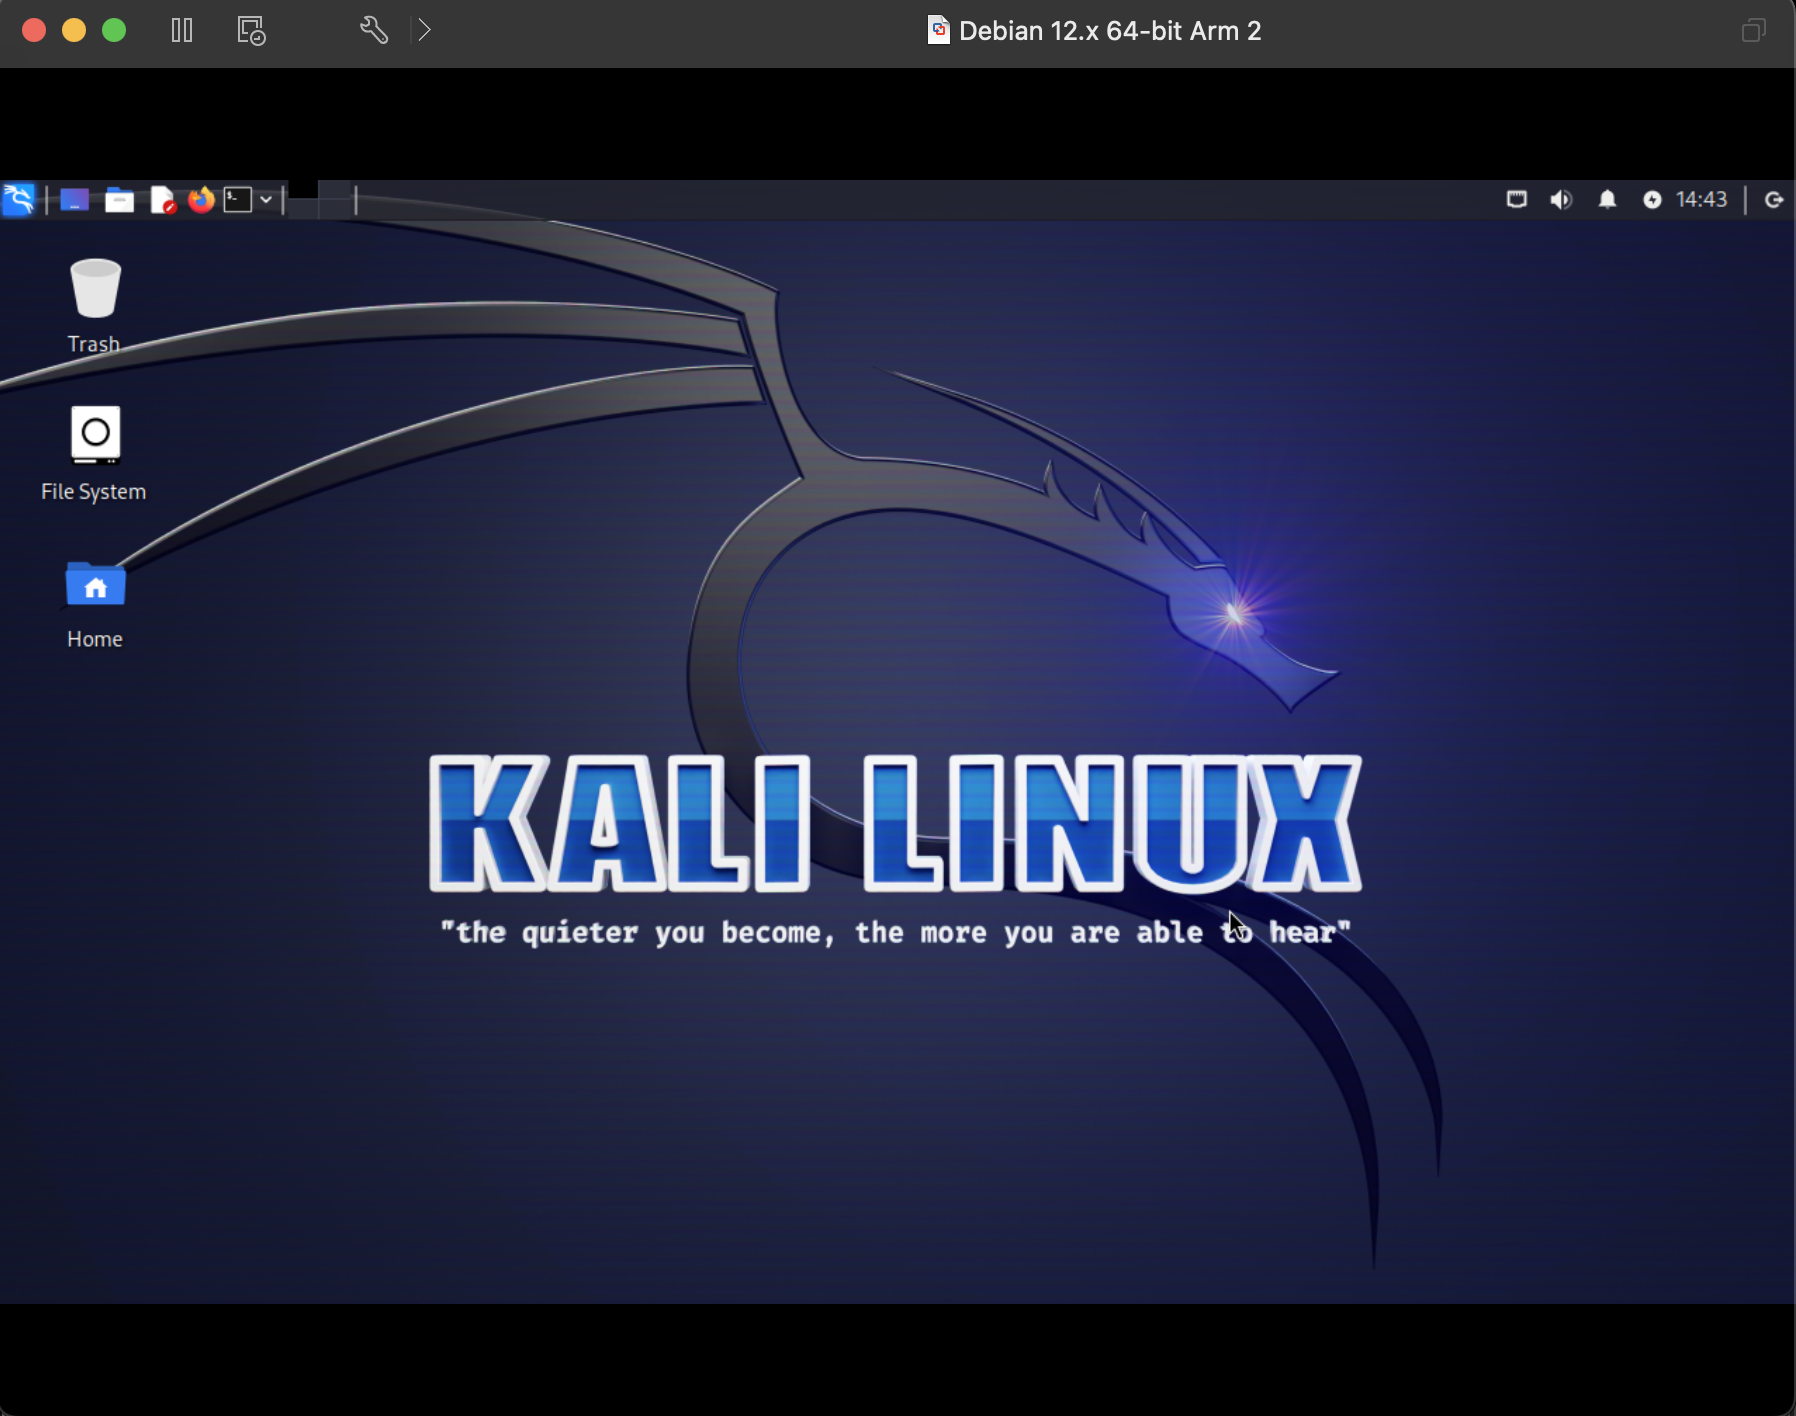 Debian 12.x 64-bit Arm 2
14:43
Trash
File System
Home
KALI LINUX
"the quieter you become, the more you are able to hear"